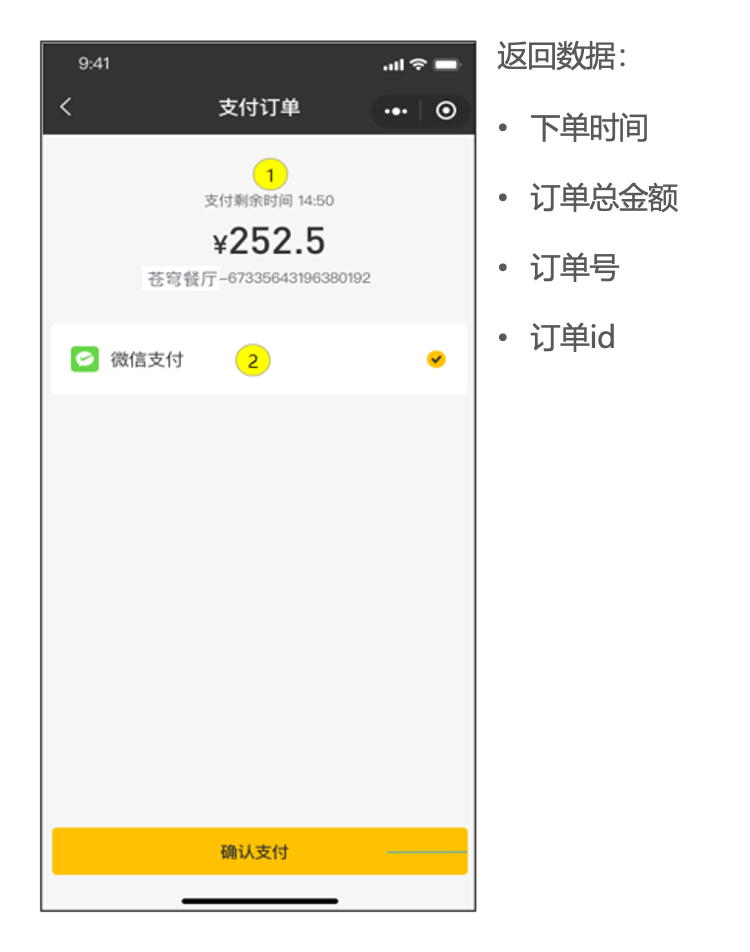 9:41
支付订单
1
支付剩余时间 14:50
¥252.5
苍穹餐厅-67335643196380192
微信支付
2
确认支付
返回数据：
• 下单时间
• 订单总金额
• 订单号
• 订单id